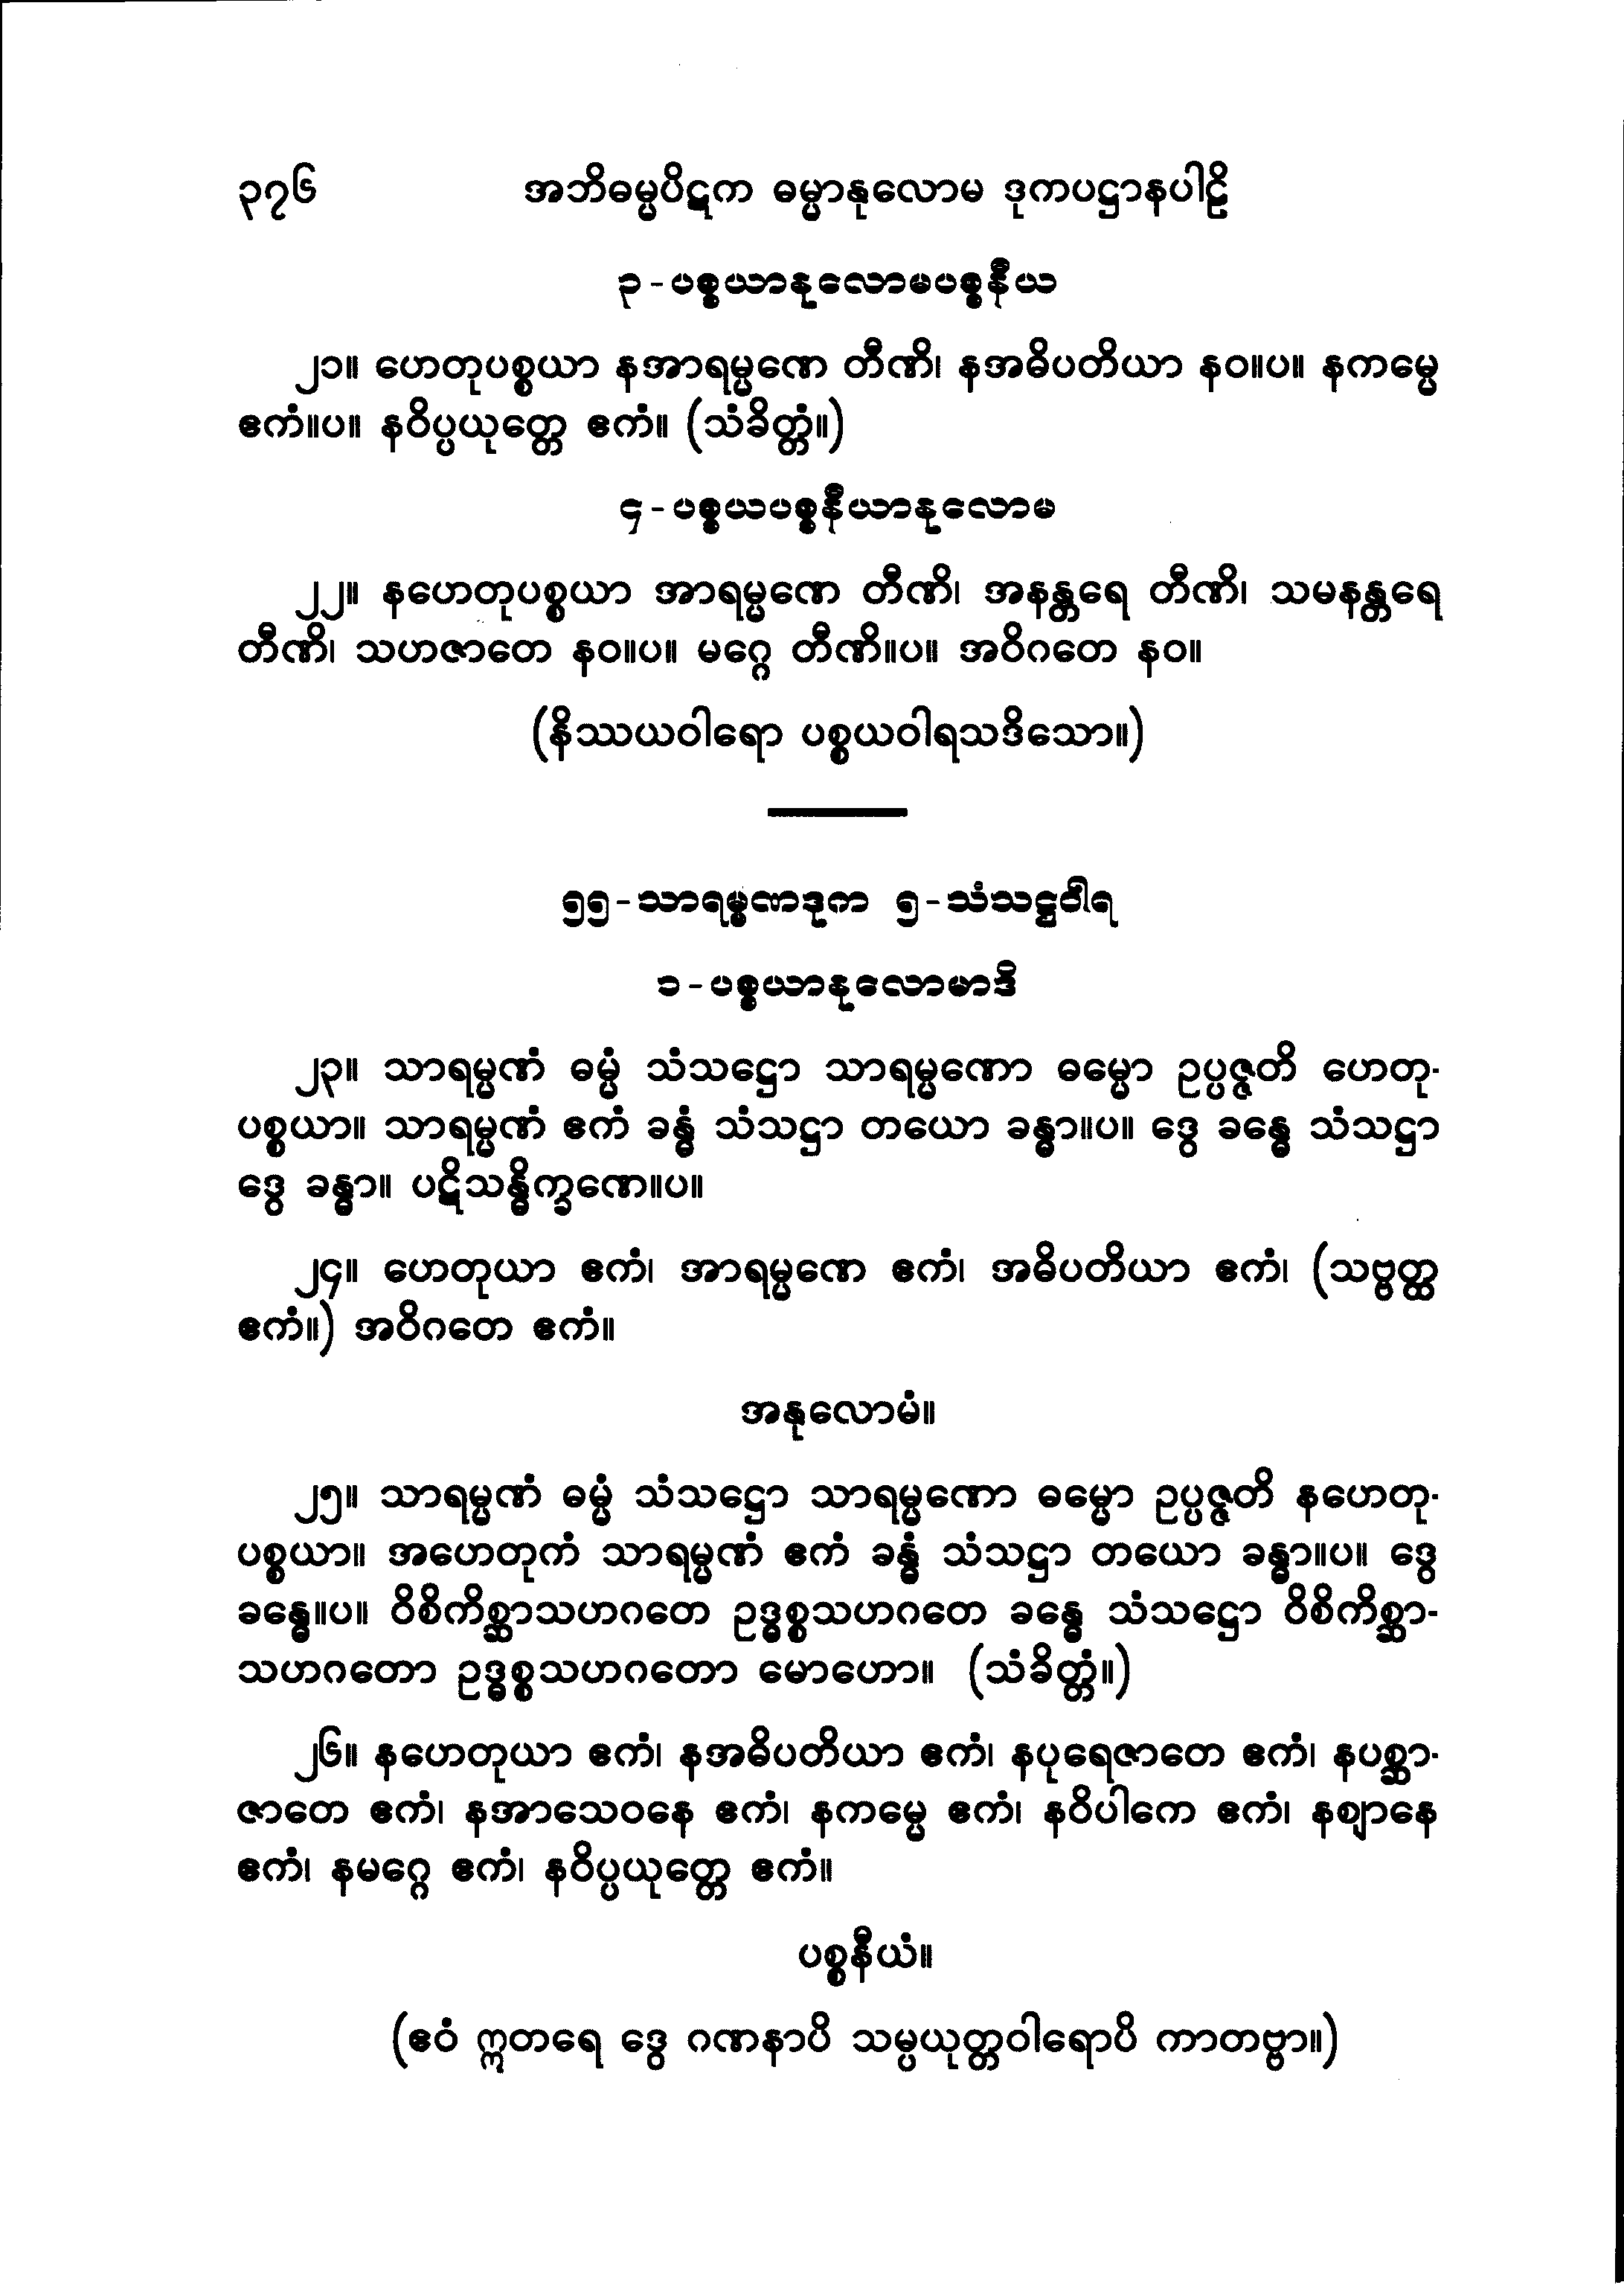 ၃၇၆ အဘိဓမ္မပိဋက ဓမ္မာနုလောမ ဒုကပဋ္ဌာနပါဠိ
၃-ပစ္စယာနုလောမပစ္စနီယ
၂၁။ ဟေတုပစ္စယာ နအာရမ္မဏေ တီဏိ၊ နအဓိပတိယာ နဝ။ပ။ နကမ္မေ
ဧကံ။ပ။ နဝိပ္ပယုတ္တေ ဧကံ။ (သံခိတ္တံ။)
၄-ပစ္စယပစ္စနီယာနုလောမ
၂၂။ နဟေတုပစ္စယာ အာရမ္မဏေ တီဏိ၊ အနန္တရေ တီဏိ၊ သမနန္တရေ
တီဏိ၊ သဟဇာတေ နဝ။ပ။ မဂ္ဂေ တီဏိ။ပ။ အဝိဂတေ နဝ။
(နိဿယဝါရော ပစ္စယဝါရသဒိသော။)
၅၅-သာရမ္မဏဒုက ၅-သံသဋ္ဌဝါရ
၁-ပစ္စယာနုလောမာဒိ
၂၃။ သာရမ္မဏံ ဓမ္မံ သံသဋ္ဌော သာရမ္မဏော ဓမ္မော ဥပ္ပဇ္ဇတိ ဟေတု-
ပစ္စယာ။ သာရမ္မဏံ ဧကံ ခန္ဓံ သံသဋ္ဌာ တယော ခန္ဓာ။ပ။ ဒွေ ခန္ဓေ သံသဋ္ဌာ
ဒွေ ခန္ဓာ။ ပဋိသန္ဓိက္ခဏေ။ပ။
၂၄။ ဟေတုယာ ဧကံ၊ အာရမ္မဏေ ဧကံ၊ အဓိပတိယာ ဧကံ၊ (သဗ္ဗတ္ထ
ဧကံ။) အဝိဂတေ ဧကံ။
အနုလောမံ။
၂၅။ သာရမ္မဏံ ဓမ္မံ သံသဋ္ဌော သာရမ္မဏော ဓမ္မော ဥပ္ပဇ္ဇတိ နဟေတု-
ပစ္စယာ။ အဟေတုကံ သာရမ္မဏံ ဧကံ ခန္ဓံ သံသဋ္ဌာ တယော ခန္ဓာ။ပ။ ဒွေ
ခန္ဓေ။ပ။ ဝိစိကိစ္ဆာသဟဂတေ ဥဒ္ဓစ္စသဟဂတေ ခန္ဓေ သံသဋ္ဌော ဝိစိကိစ္ဆာ-
သဟဂတော ဥဒ္ဓစ္စသဟဂတော မောဟော။ (သံခိတ္တံ။)
၂၆။ နဟေတုယာ ဧကံ၊ နအဓိပတိယာ ဧကံ၊ နပုရေဇာတေ ဧကံ၊ နပစ္ဆာ-
ဇာတေ ဧကံ၊ နအာသေဝနေ ဧကံ၊ နကမ္မေ ဧကံ၊ နဝိပါကေ ဧကံ၊ နဈာနေ
ဧကံ၊ နမဂ္ဂေ ဧကံ၊ နဝိပ္ပယုတ္တေ ဧကံ။
ပစ္စနီယံ။
(ဧဝံ ဣတရေ ဒွေ ဂဏနာပိ သမ္ပယုတ္တဝါရောပိ ကာတဗ္ဗာ။)